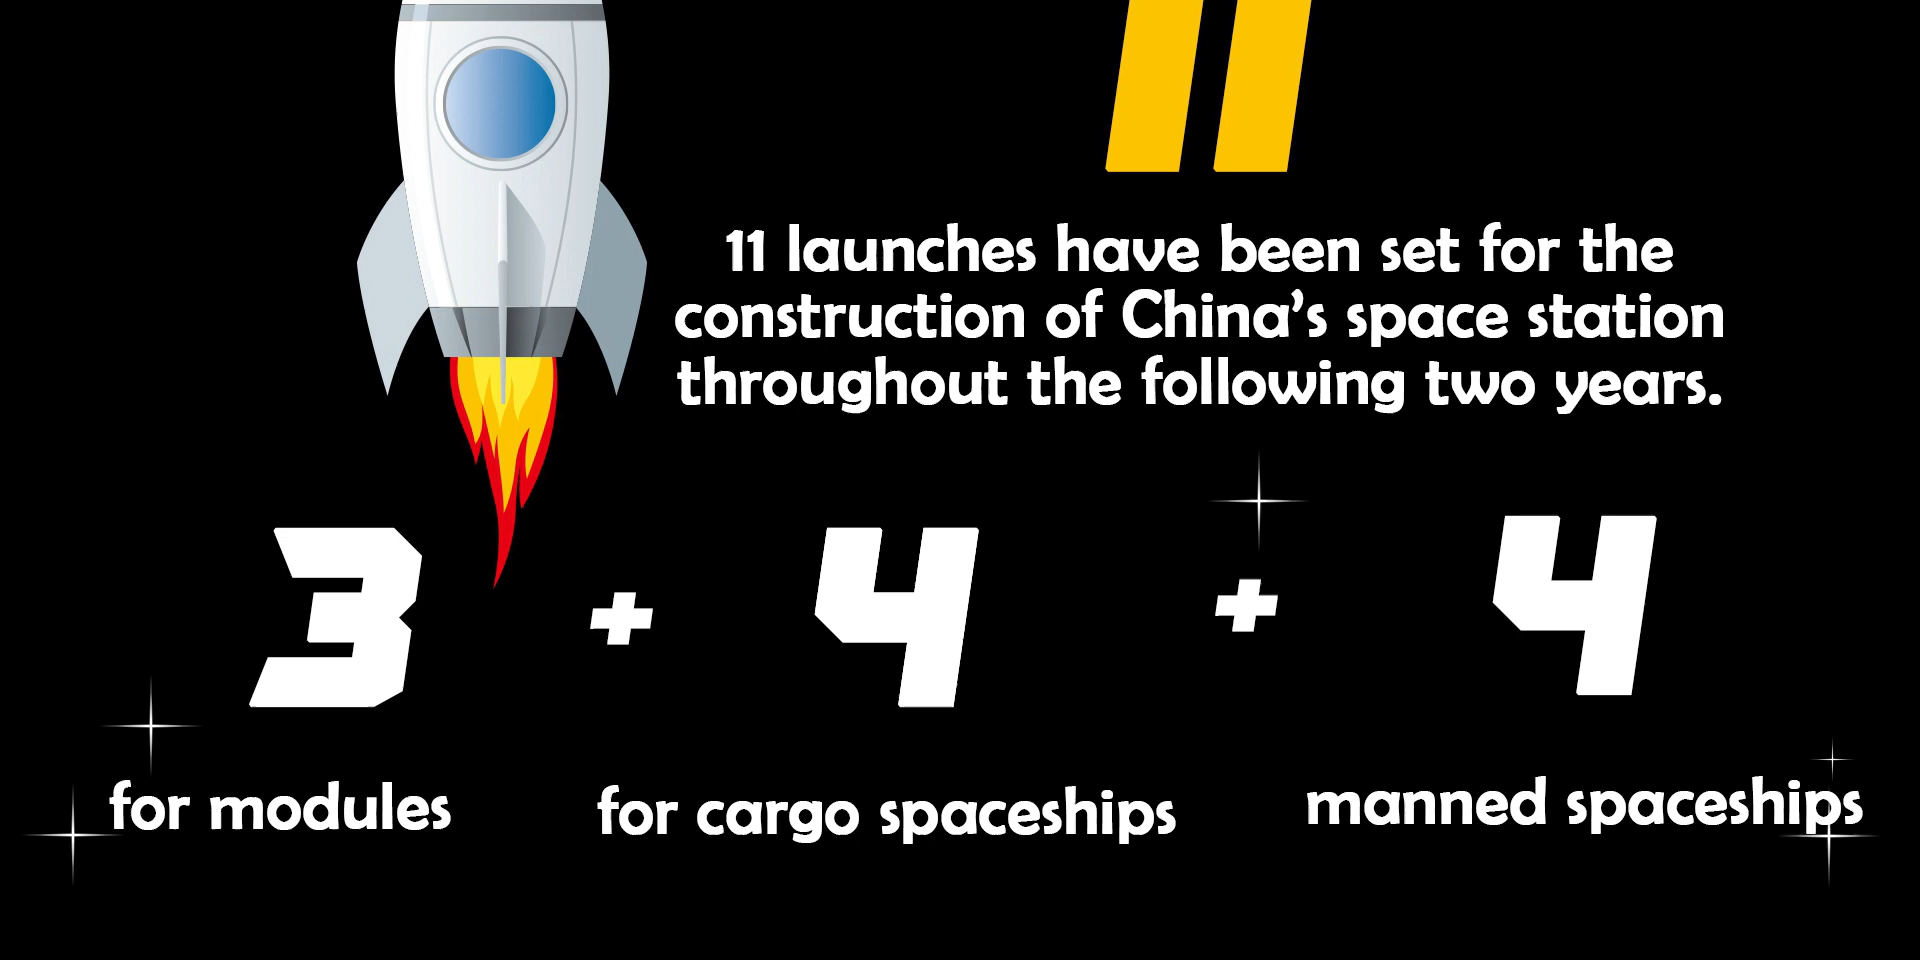 11
11 launches have been set for the
construction of China's space station
throughout the following two years.
3 + 4 + 4
for modules for cargo spaceships manned spaceships